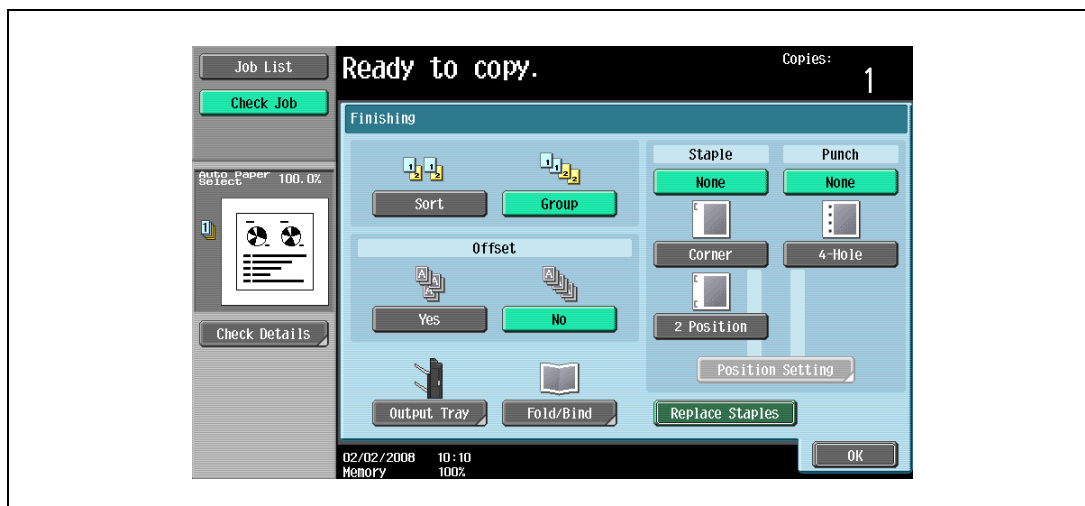 Job List
Check Job
Auto Paper
Select 100.0%
Check Details
Ready to copy.
Copies:
1
Finishing
Sort
Group
Offset
Yes
No
Output Tray
Fold/Bind
Staple
Punch
None
None
Corner
4-Hole
2 Position
Position Setting
Replace Staples
OK
02/02/2008 10:10
Memory 100%